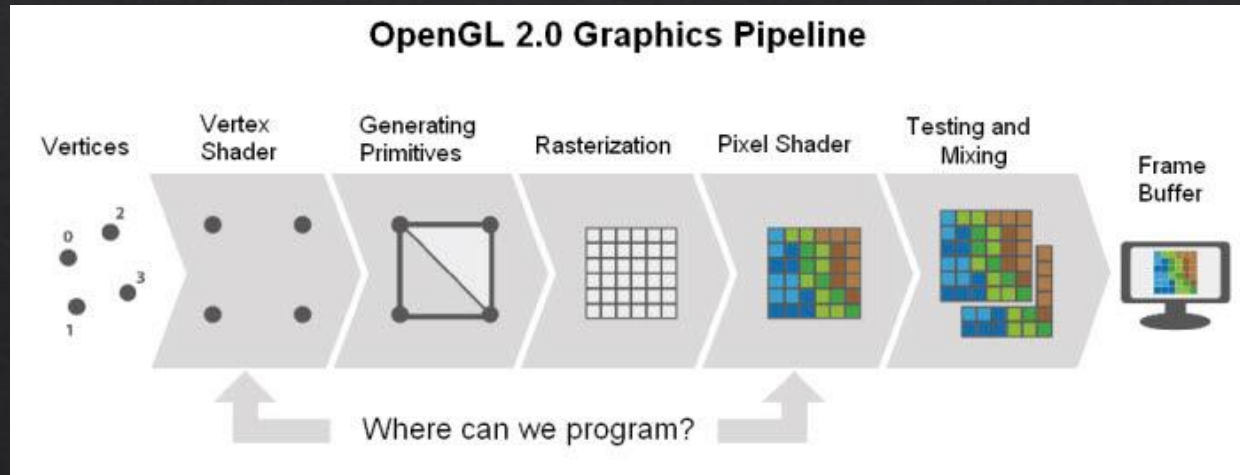 OpenGL 2.0 Graphics Pipeline
Vertices
Vertex
Shader
Generating
Primitives
Rasterization
Pixel Shader
Testing and
Mixing
Frame
Buffer
0
2
3
1
Where can we program?